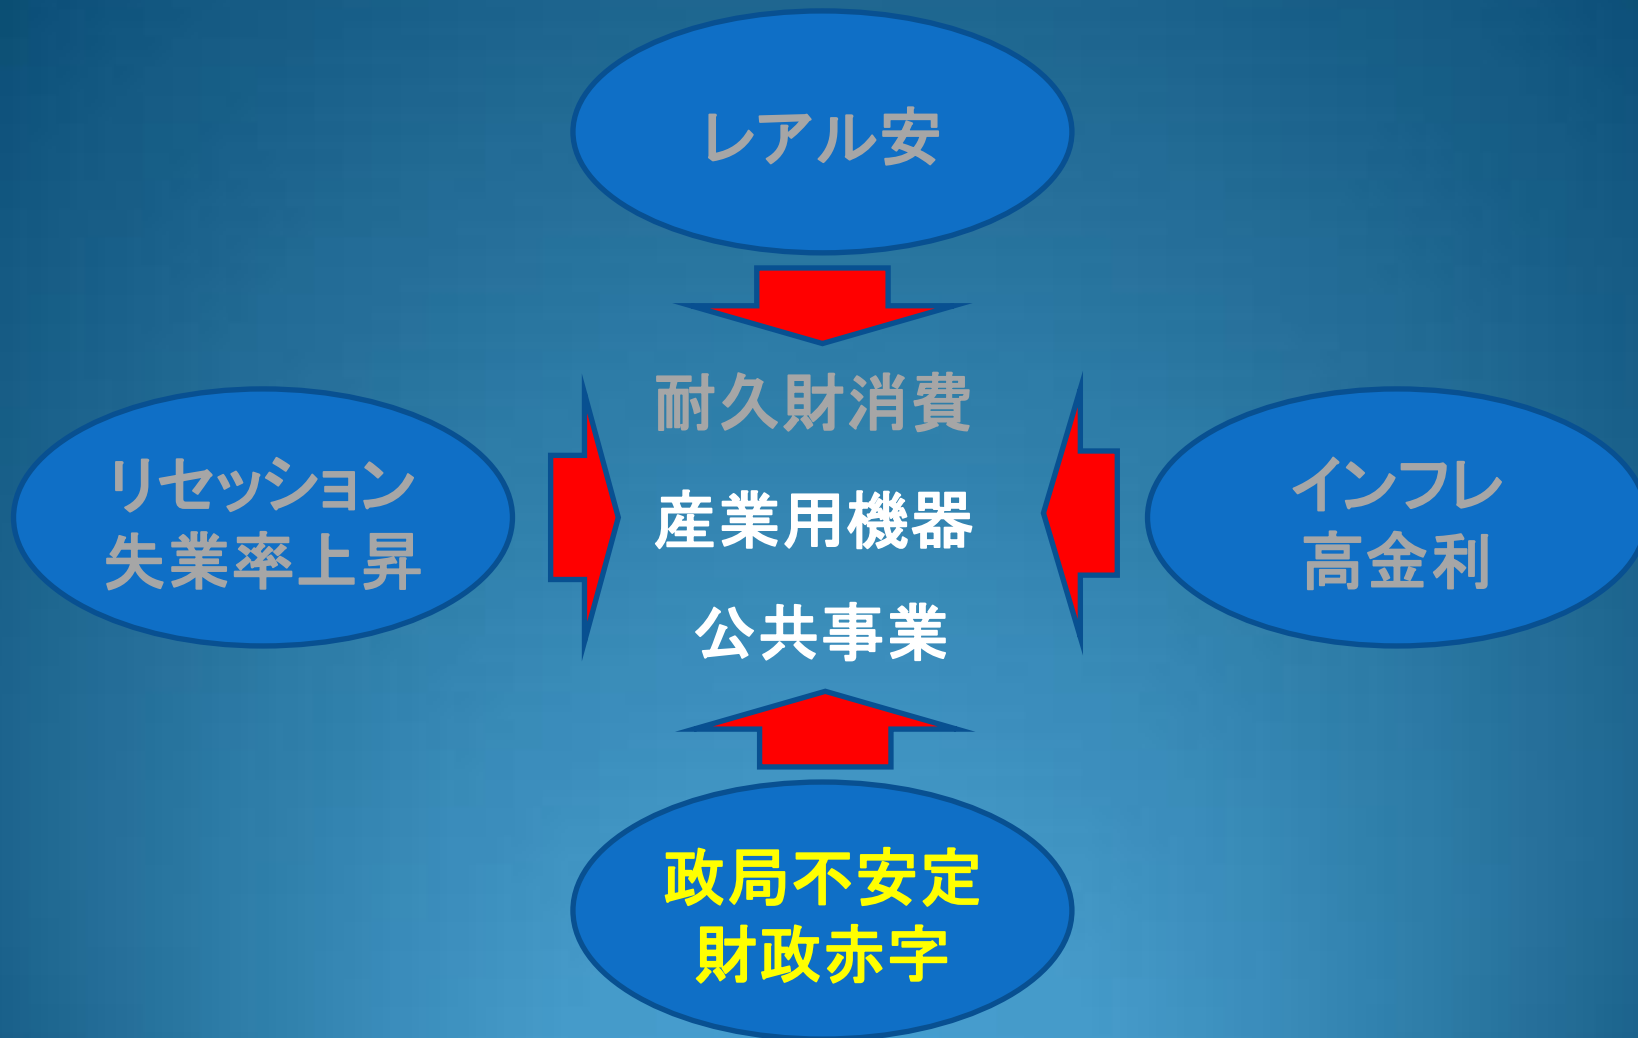 レアル安
耐久財消費
リセッション
失業率上昇
産業用機器
インフレ
高金利
公共事業
政局不安定
財政赤字